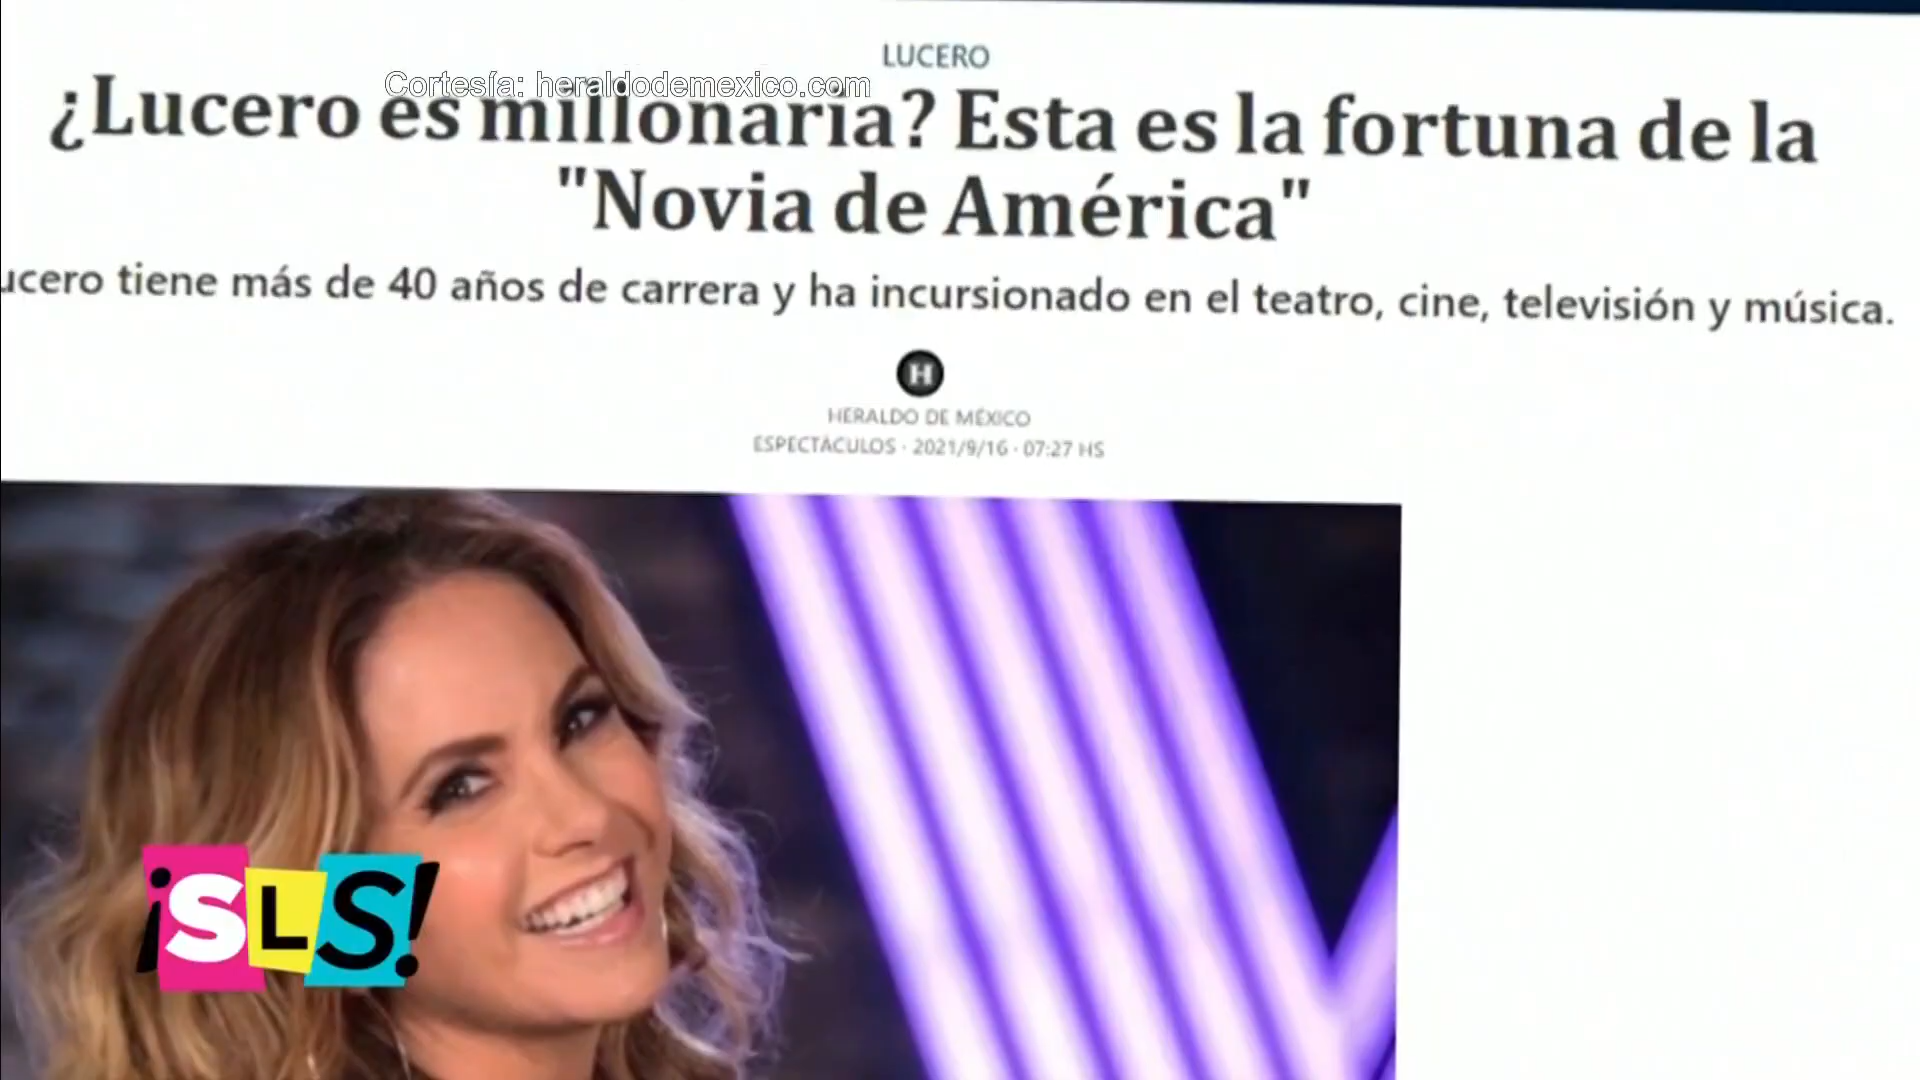 LUCERO
Cortesía: heraldodemexico.com
¿Lucero es millonaria? Esta es la fortuna de la
"Novia de América"
ucero tiene más de 40 años de carrera y ha incursionado en el teatro, cine, televisión y música.
H
HERALDO DE MÉXICO
ESPECTÁCULOS · 2021/9/16 · 07:27 HS
¡SLS!